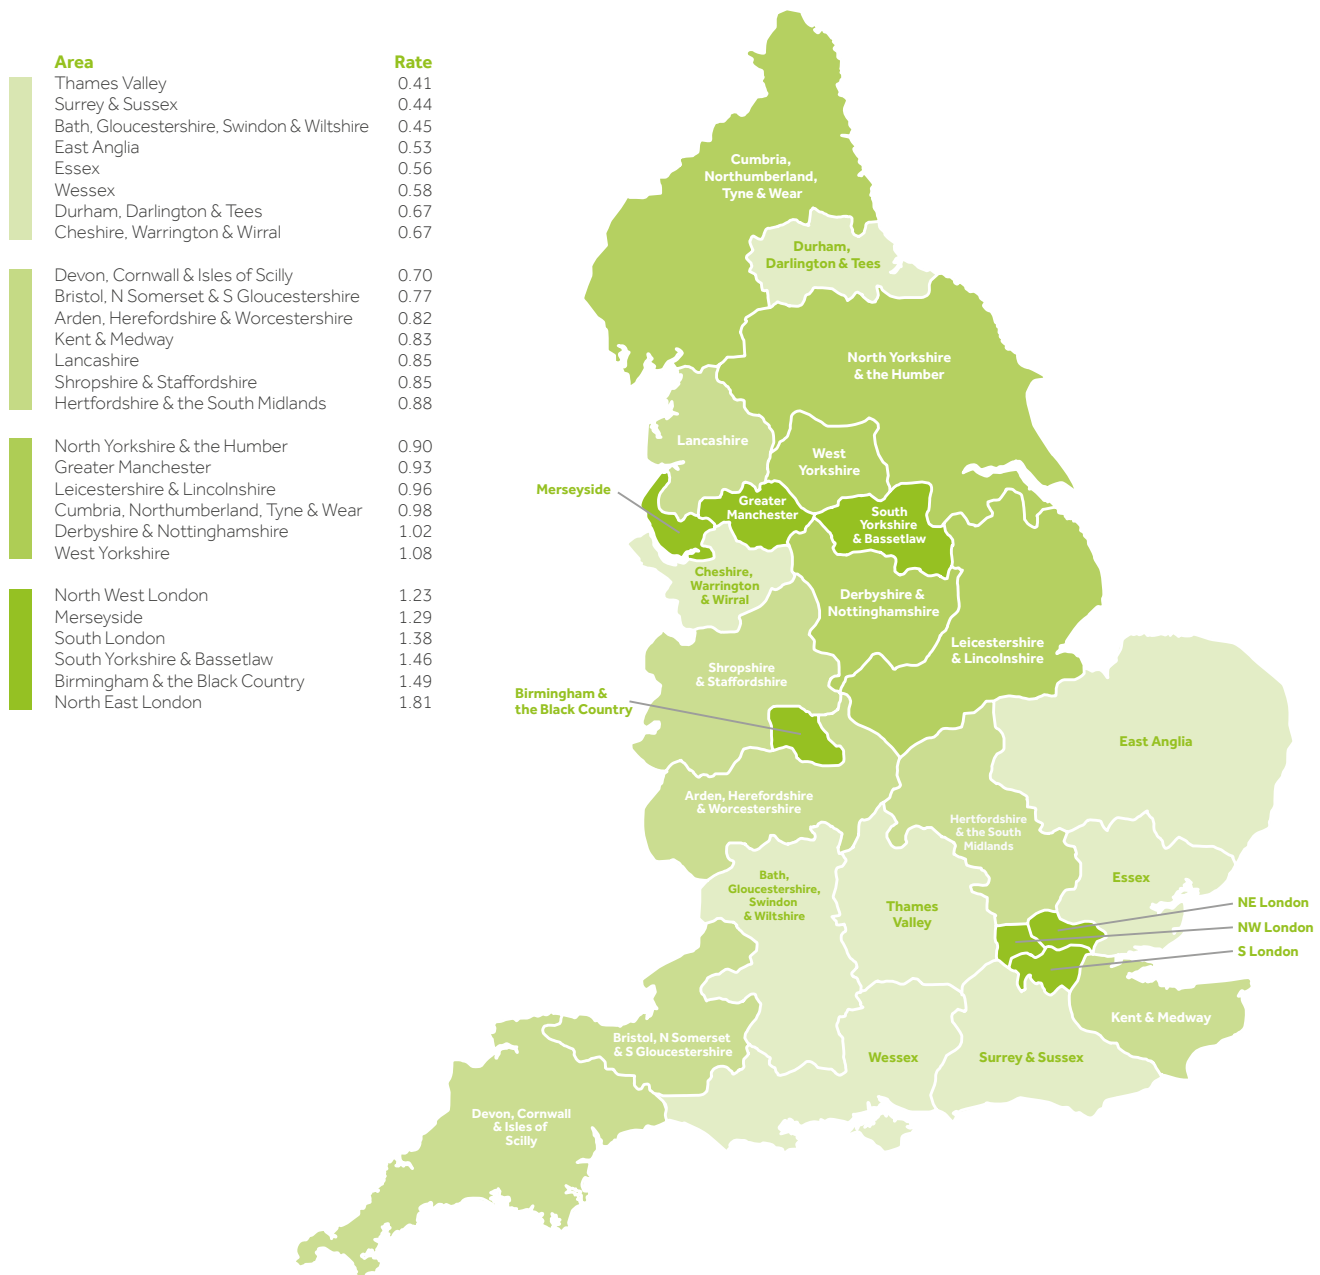 Area Rate
Thames Valley 0.41
Surrey & Sussex 0.44
Bath, Gloucestershire, Swindon & Wiltshire 0.45
East Anglia 0.53
Essex 0.56
Wessex 0.58
Durham, Darlington & Tees 0.67
Cheshire, Warrington & Wirral 0.67
Devon, Cornwall & Isles of Scilly 0.70
Bristol, N Somerset & S Gloucestershire 0.77
Arden, Herefordshire & Worcestershire 0.82
Kent & Medway 0.83
Lancashire 0.85
Shropshire & Staffordshire 0.85
Hertfordshire & the South Midlands 0.88
North Yorkshire & the Humber 0.90
Greater Manchester 0.93
Leicestershire & Lincolnshire 0.96
Cumbria, Northumberland, Tyne & Wear 0.98
Derbyshire & Nottinghamshire 1.02
West Yorkshire 1.08
North West London 1.23
Merseyside 1.29
South London 1.38
South Yorkshire & Bassetlaw 1.46
Birmingham & the Black Country 1.49
North East London 1.81
Cumbria,
Northumberland,
Tyne & Wear
Durham,
Darlington & Tees
North Yorkshire
& the Humber
Lancashire
West
Yorkshire
Merseyside
Greater
Manchester
South
Yorkshire
& Bassetlaw
Cheshire,
Warrington
& Wirral
Derbyshire &
Nottinghamshire
Leicestershire
& Lincolnshire
Shropshire
& Staffordshire
Birmingham &
the Black Country
East Anglia
Arden, Herefordshire
& Worcestershire
Hertfordshire
& the South
Midlands
Bath,
Gloucestershire,
Swindon
& Wiltshire
Thames
Valley
Essex
NE London
NW London
S London
Kent & Medway
Bristol, N Somerset
& S Gloucestershire
Wessex
Surrey & Sussex
Devon, Cornwall
& Isles of
Scilly